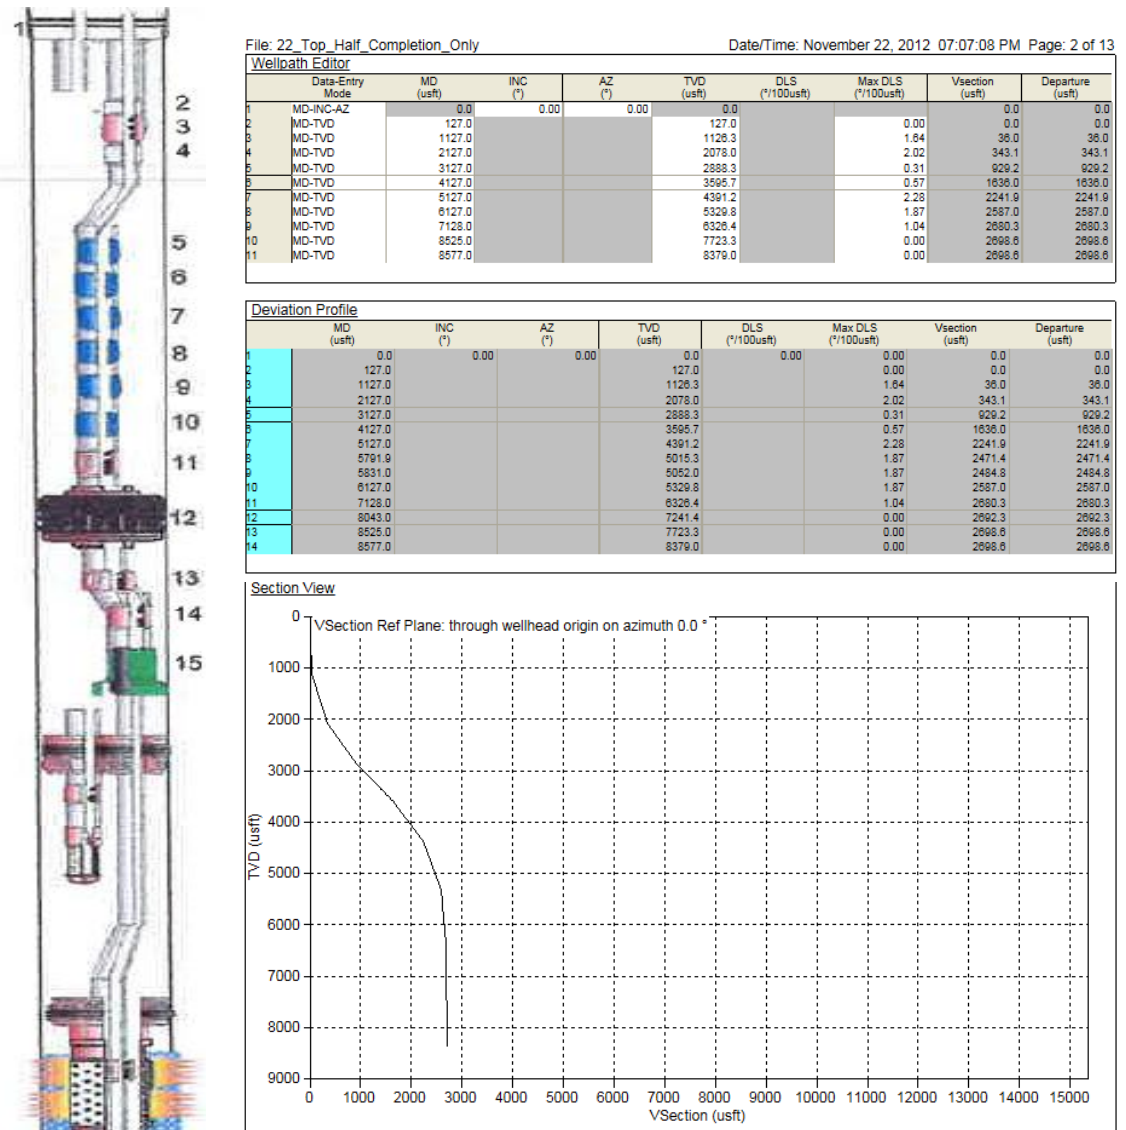 1
2
3
4
5
6
7
8
9
10
11
12
13
14
15
File: 22_Top_Half_Completion_Only Date/Time: November 22, 2012 07:07:08 PM Page: 2 of 13
Wellpath Editor
Data-Entry Mode MD (usft) INC (°) AZ (°) TVD (usft) DLS (°/100usft) Max DLS (°/100usft) Vsection (usft) Departure (usft)
1 MD-INC-AZ 0.0 0.00 0.00 0.0 0.0 0.0
2 MD-TVD 127.0 127.0 0.00 0.0 0.0
3 MD-TVD 1127.0 1126.3 1.64 36.0 36.0
4 MD-TVD 2127.0 2078.0 2.02 343.1 343.1
5 MD-TVD 3127.0 2888.3 0.31 929.2 929.2
6 MD-TVD 4127.0 3595.7 0.57 1636.0 1636.0
7 MD-TVD 5127.0 4391.2 2.28 2241.9 2241.9
8 MD-TVD 6127.0 5329.8 1.87 2587.0 2587.0
9 MD-TVD 7128.0 6326.4 1.04 2680.3 2680.3
10 MD-TVD 8525.0 7723.3 0.00 2698.6 2698.6
11 MD-TVD 8577.0 8379.0 0.00 2698.6 2698.6
Deviation Profile
MD (usft) INC (°) AZ (°) TVD (usft) DLS (°/100usft) Max DLS (°/100usft) Vsection (usft) Departure (usft)
1 0.0 0.00 0.00 0.0 0.00 0.00 0.0 0.0
2 127.0 127.0 0.00 0.0 0.0
3 1127.0 1126.3 1.64 36.0 36.0
4 2127.0 2078.0 2.02 343.1 343.1
5 3127.0 2888.3 0.31 929.2 929.2
6 4127.0 3595.7 0.57 1636.0 1636.0
7 5127.0 4391.2 2.28 2241.9 2241.9
8 5791.9 5015.3 1.87 2471.4 2471.4
9 5831.0 5052.0 1.87 2484.8 2484.8
10 6127.0 5329.8 1.87 2587.0 2587.0
11 7128.0 6326.4 1.04 2680.3 2680.3
12 8043.0 7241.4 0.00 2692.3 2692.3
13 8525.0 7723.3 0.00 2698.6 2698.6
14 8577.0 8379.0 0.00 2698.6 2698.6
Section View
VSection Ref Plane: through wellhead origin on azimuth 0.0 °
0
1000
2000
3000
4000
5000
6000
7000
8000
9000
TVD (usft)
0 1000 2000 3000 4000 5000 6000 7000 8000 9000 10000 11000 12000 13000 14000 15000
VSection (usft)